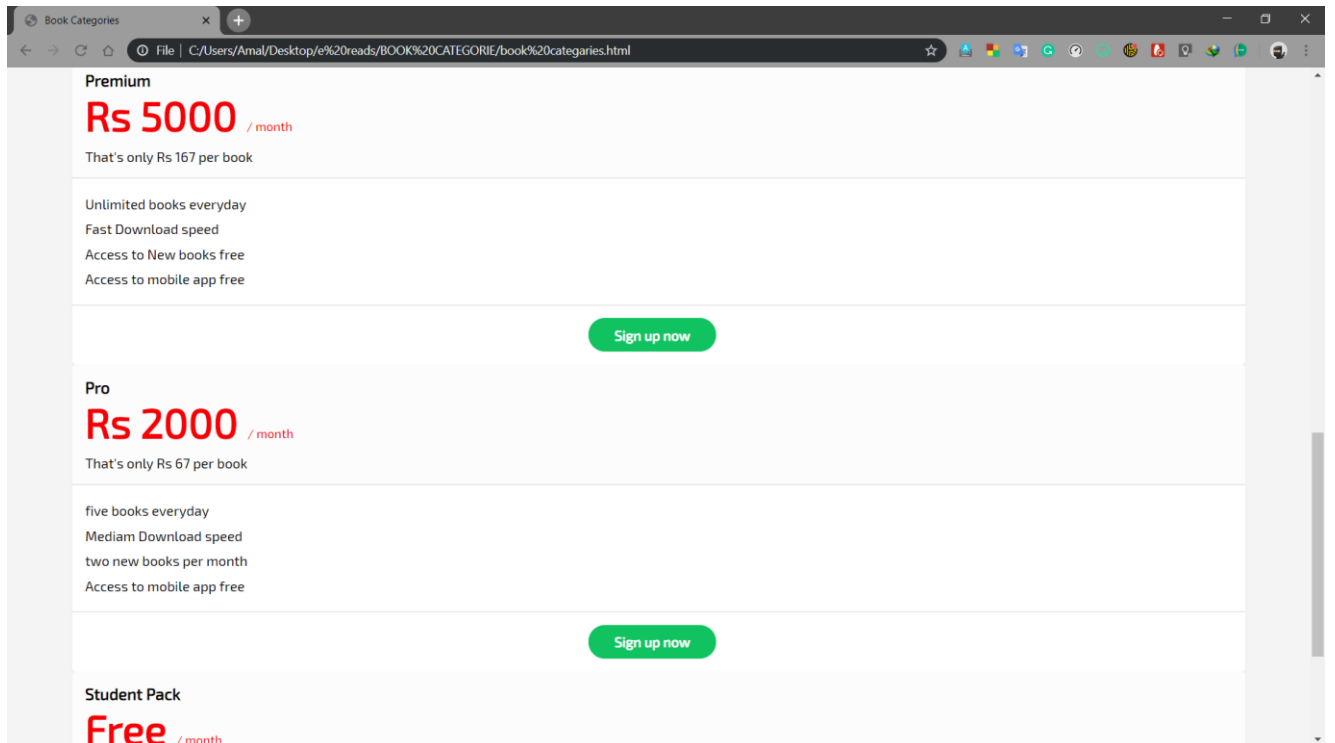 Book Categories
File | C:/Users/Amal/Desktop/e%20reads/BOOK%20CATEGORIE/book%20categaries.html
Premium
Rs 5000 / month
That's only Rs 167 per book
Unlimited books everyday
Fast Download speed
Access to New books free
Access to mobile app free
Sign up now
Pro
Rs 2000 / month
That's only Rs 67 per book
five books everyday
Mediam Download speed
two new books per month
Access to mobile app free
Sign up now
Student Pack
Free / month